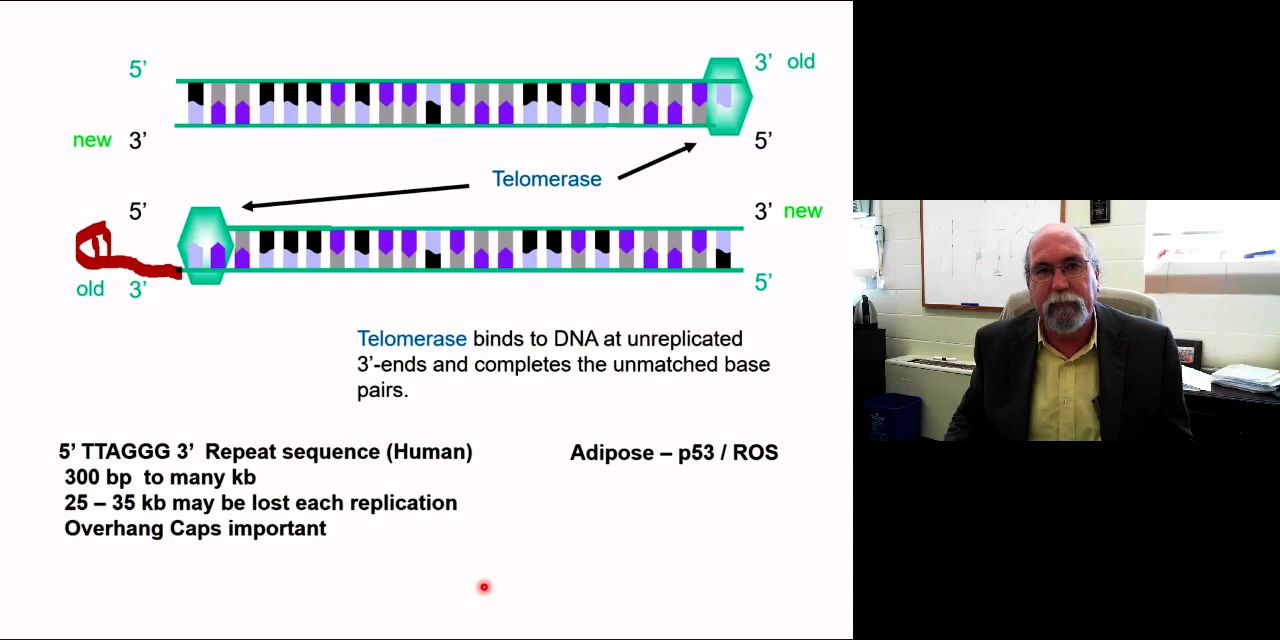 5’ 3’ old
new 3’ 5’
Telomerase
5’ 3’ new
old 3’ 5’
Telomerase binds to DNA at unreplicated
3’-ends and completes the unmatched base
pairs.
5’ TTAGGG 3’ Repeat sequence (Human)
300 bp to many kb
25 – 35 kb may be lost each replication
Overhang Caps important
Adipose – p53 / ROS